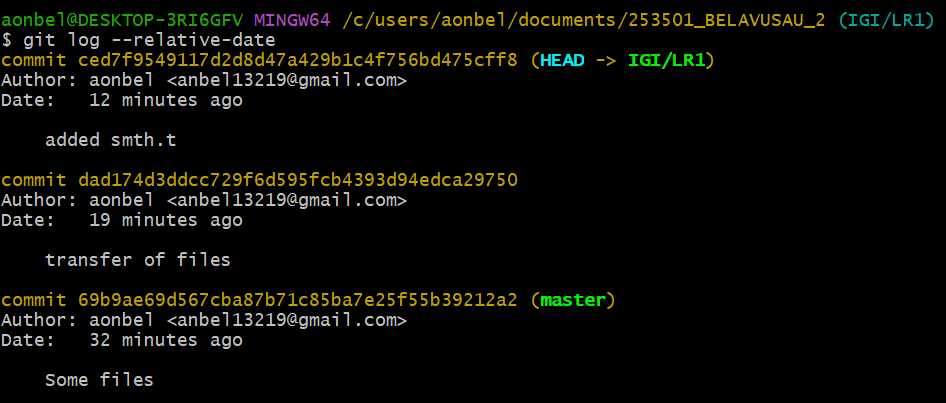 aonbel@DESKTOP-3RI6GFV MINGW64 /c/users/aonbel/documents/253501_BELAVUSAU_2 (IGI/LR1)
$ git log --relative-date
commit ced7f9549117d2d8d47a429b1c4f756bd475cff8 (HEAD -> IGI/LR1)
Author: aonbel <anbel13219@gmail.com>
Date:   12 minutes ago

    added smth.t

commit dad174d3ddcc729f6d595fcb4393d94edca29750
Author: aonbel <anbel13219@gmail.com>
Date:   19 minutes ago

    transfer of files

commit 69b9ae69d567cba87b71c85ba7e25f55b39212a2 (master)
Author: aonbel <anbel13219@gmail.com>
Date:   32 minutes ago

    Some files